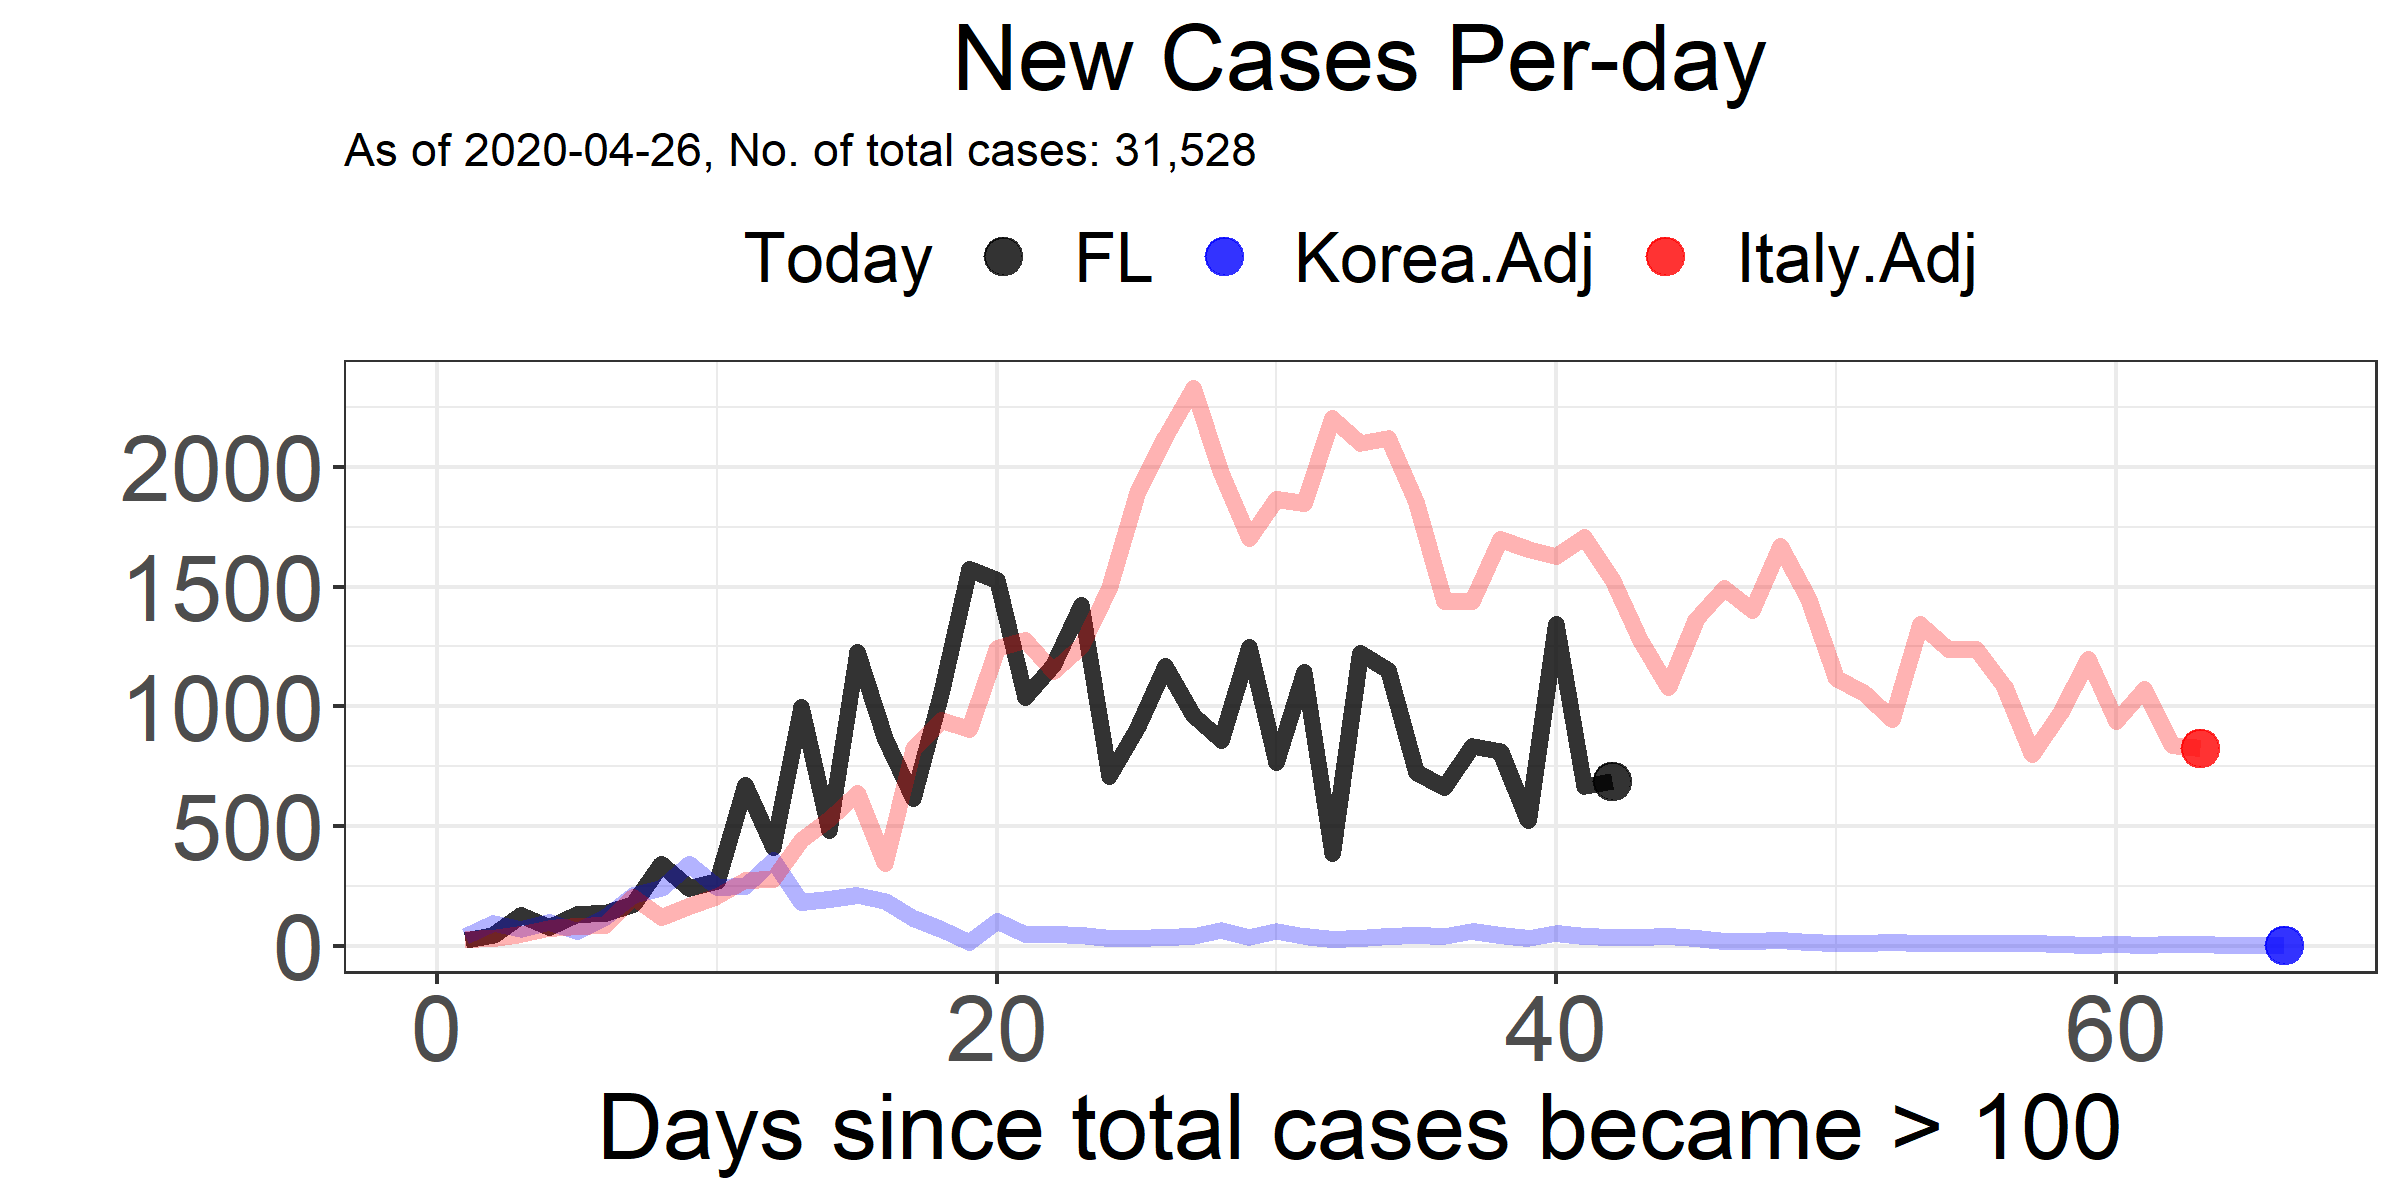 New Cases Per-day
As of 2020-04-26, No. of total cases: 31,528
Today FL Korea.Adj Italy.Adj
2000
1500
1000
500
0
0 20 40 60
Days since total cases became > 100